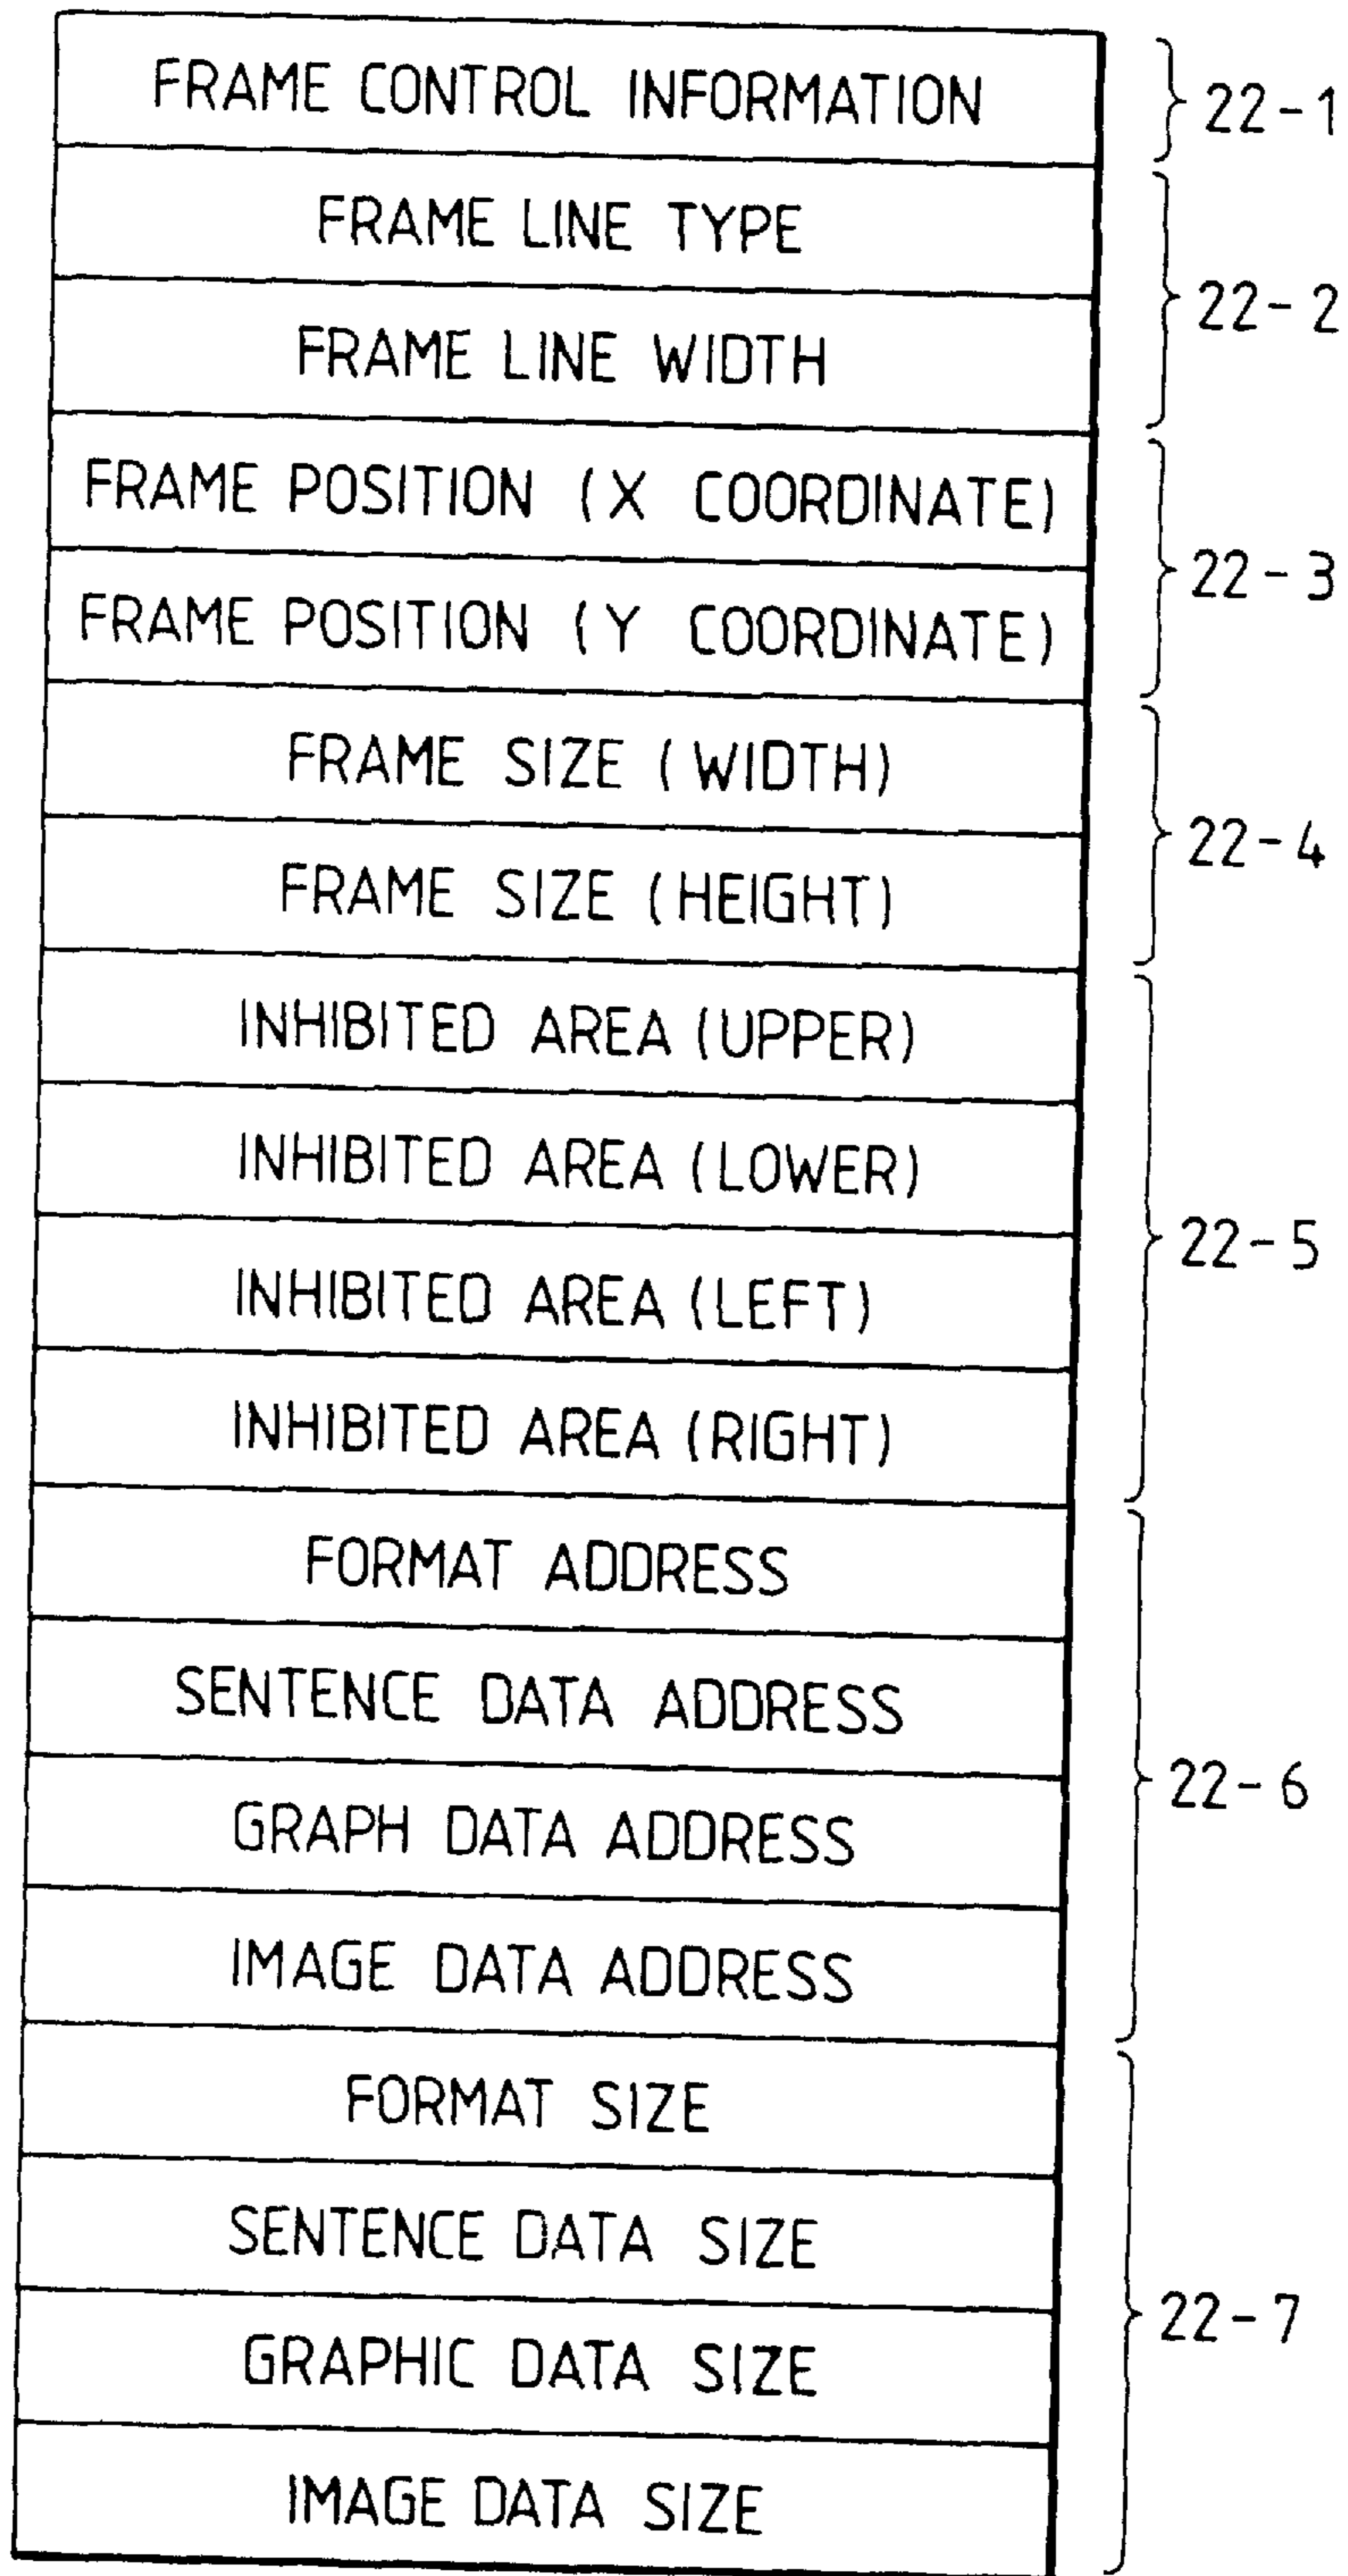 FRAME CONTROL INFORMATION
22-1
FRAME LINE TYPE
FRAME LINE WIDTH
22-2
FRAME POSITION (X COORDINATE)
FRAME POSITION (Y COORDINATE)
22-3
FRAME SIZE (WIDTH)
FRAME SIZE (HEIGHT)
22-4
INHIBITED AREA (UPPER)
INHIBITED AREA (LOWER)
INHIBITED AREA (LEFT)
INHIBITED AREA (RIGHT)
22-5
FORMAT ADDRESS
SENTENCE DATA ADDRESS
GRAPH DATA ADDRESS
IMAGE DATA ADDRESS
22-6
FORMAT SIZE
SENTENCE DATA SIZE
GRAPHIC DATA SIZE
IMAGE DATA SIZE
22-7